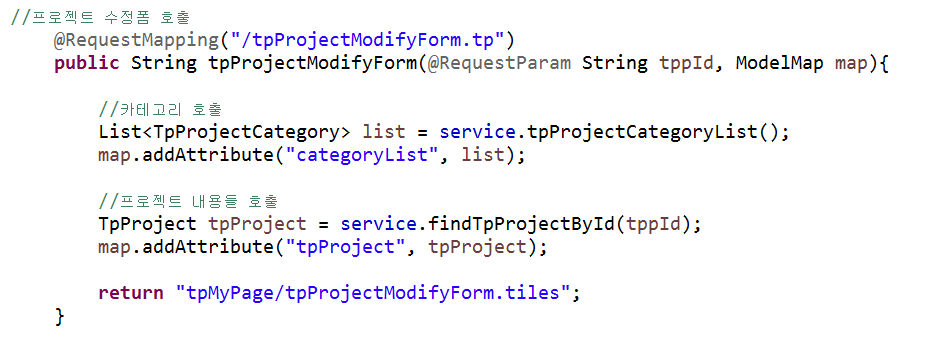 //프로젝트 수정폼 호출
@RequestMapping("/tpProjectModifyForm.tp")
public String tpProjectModifyForm(@RequestParam String tppId, ModelMap map){
//카테고리 호출
List<TpProjectCategory> list = service.tpProjectCategoryList();
map.addAttribute("categoryList", list);
//프로젝트 내용들 호출
TpProject tpProject = service.findTpProjectById(tppId);
map.addAttribute("tpProject", tpProject);
return "tpMyPage/tpProjectModifyForm.tiles";
}